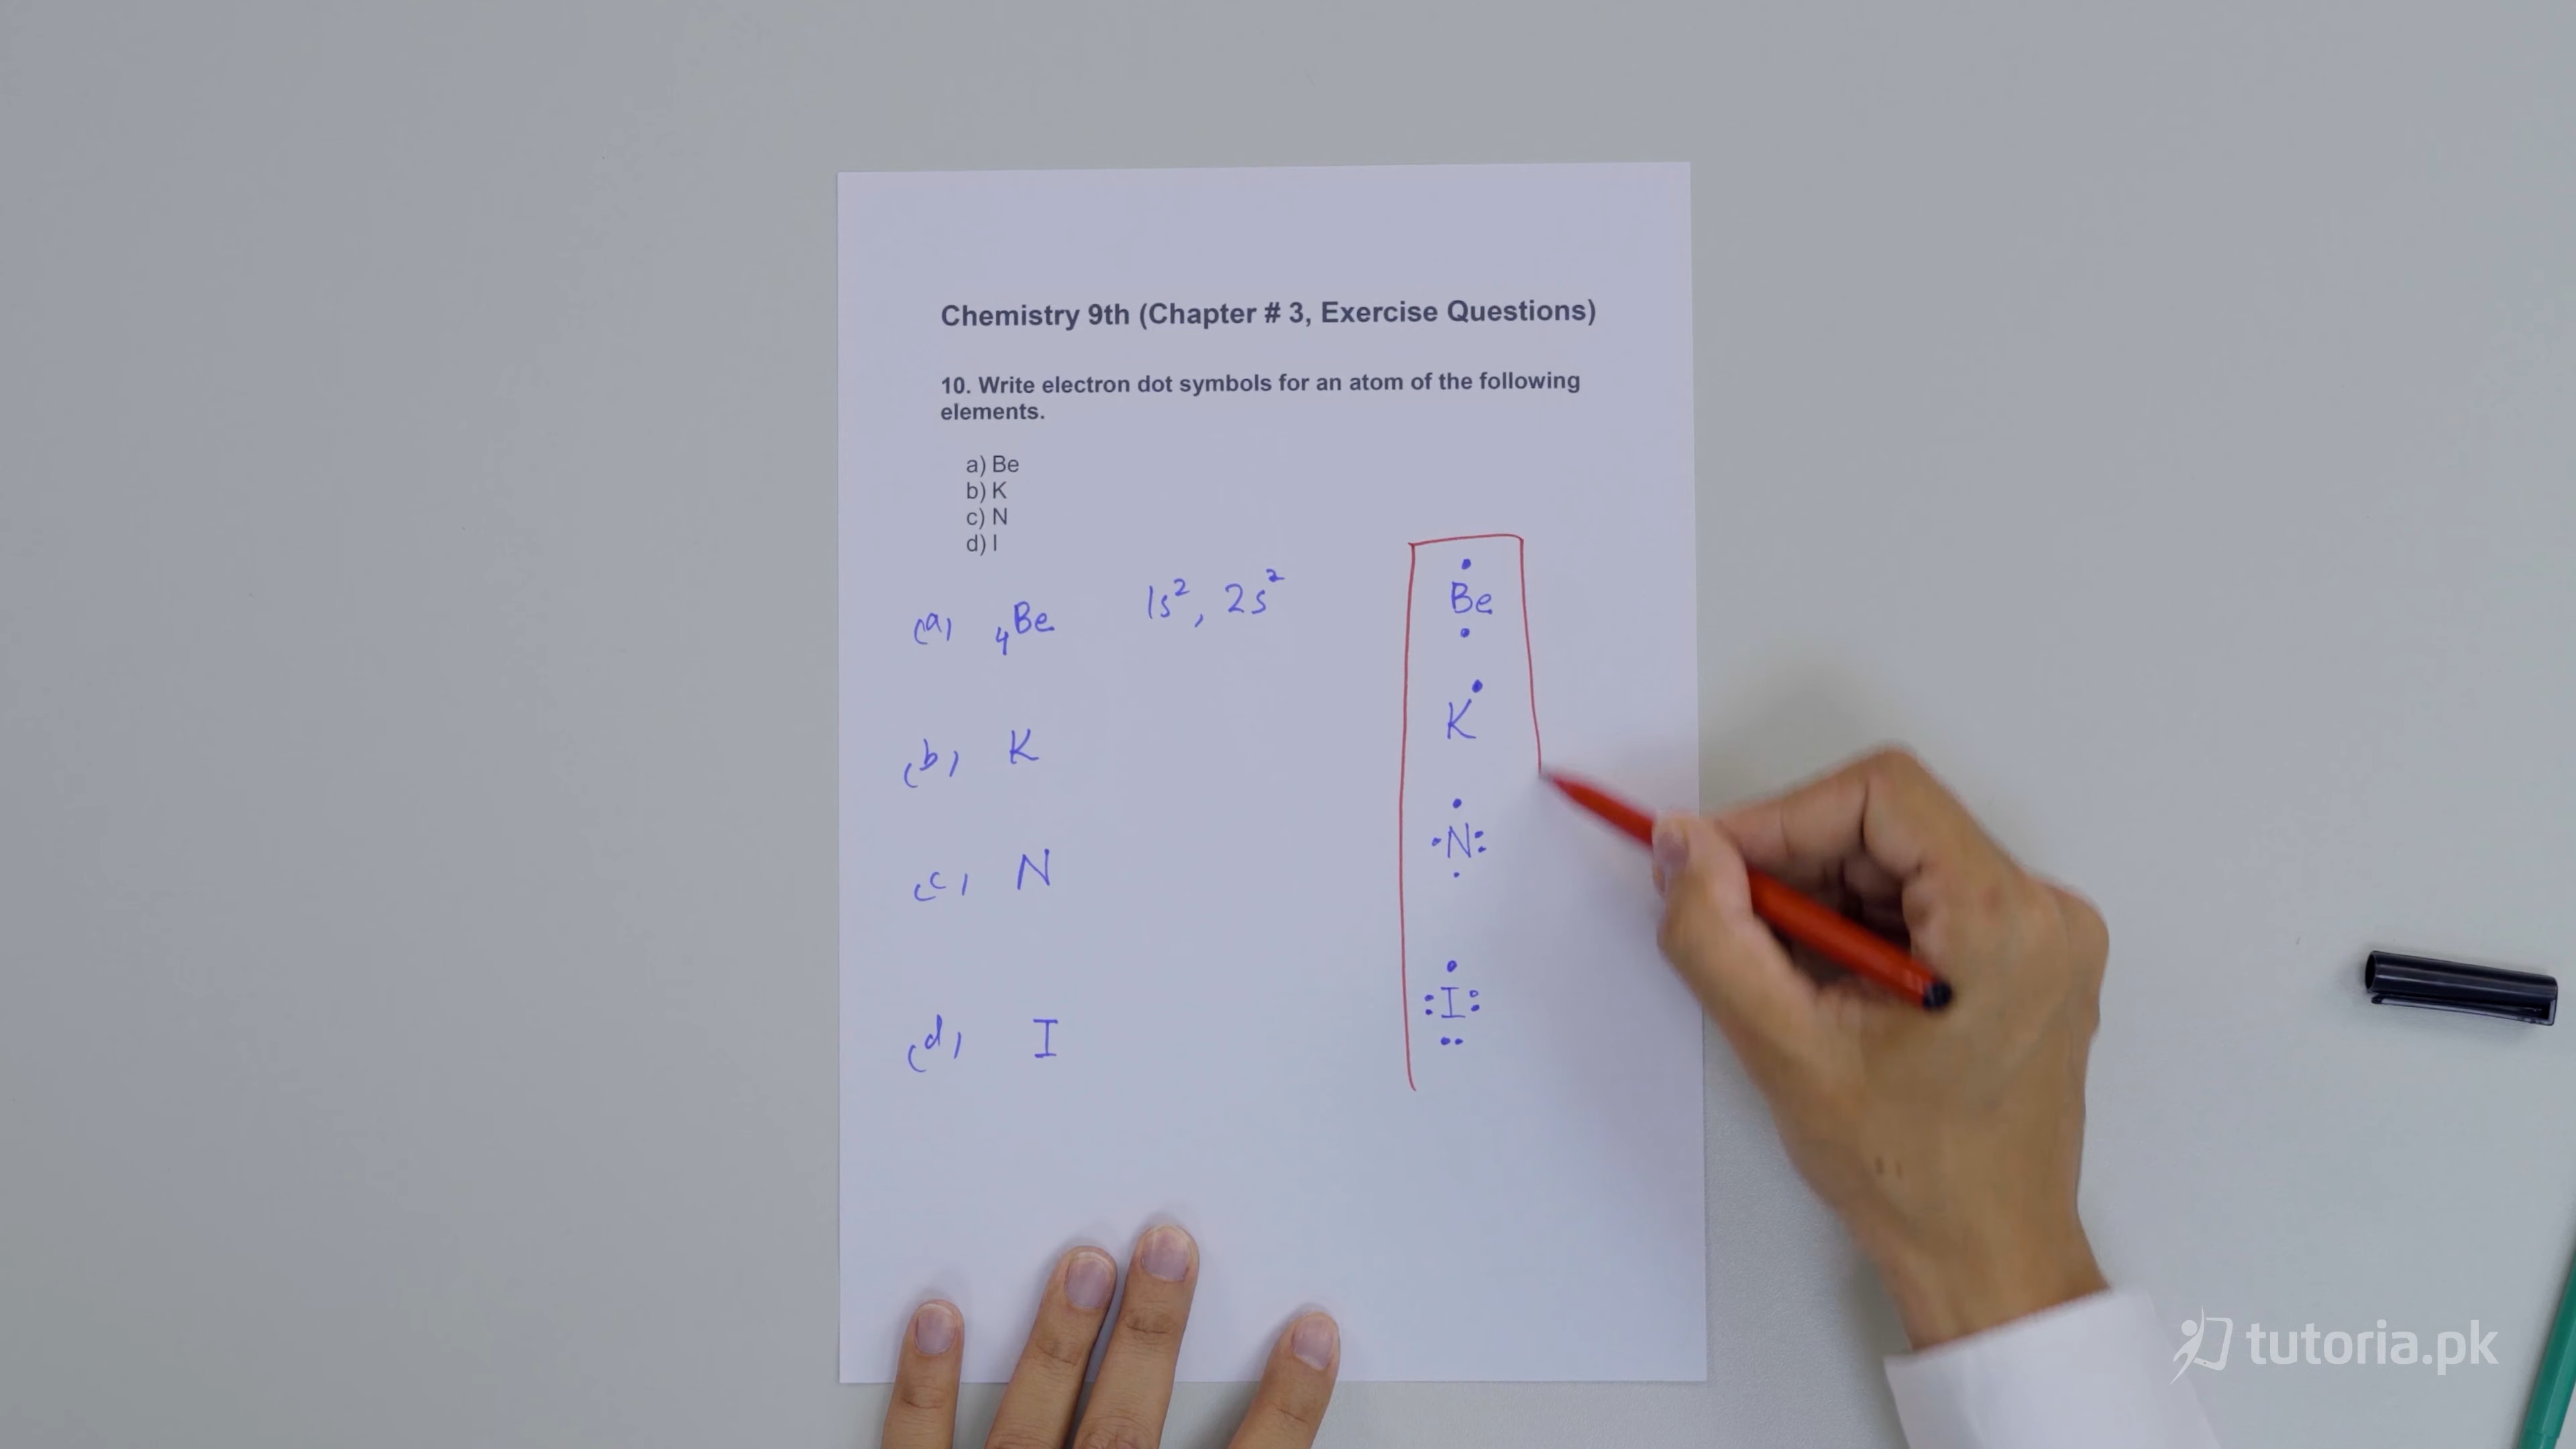 Chemistry 9th (Chapter # 3, Exercise Questions)
10. Write electron dot symbols for an atom of the following
elements.
a) Be
b) K
c) N
d) I
(a) ₄Be 1s², 2s² Be
(b) K K
(c) N ·N:
(d) I :I:
tutoria.pk